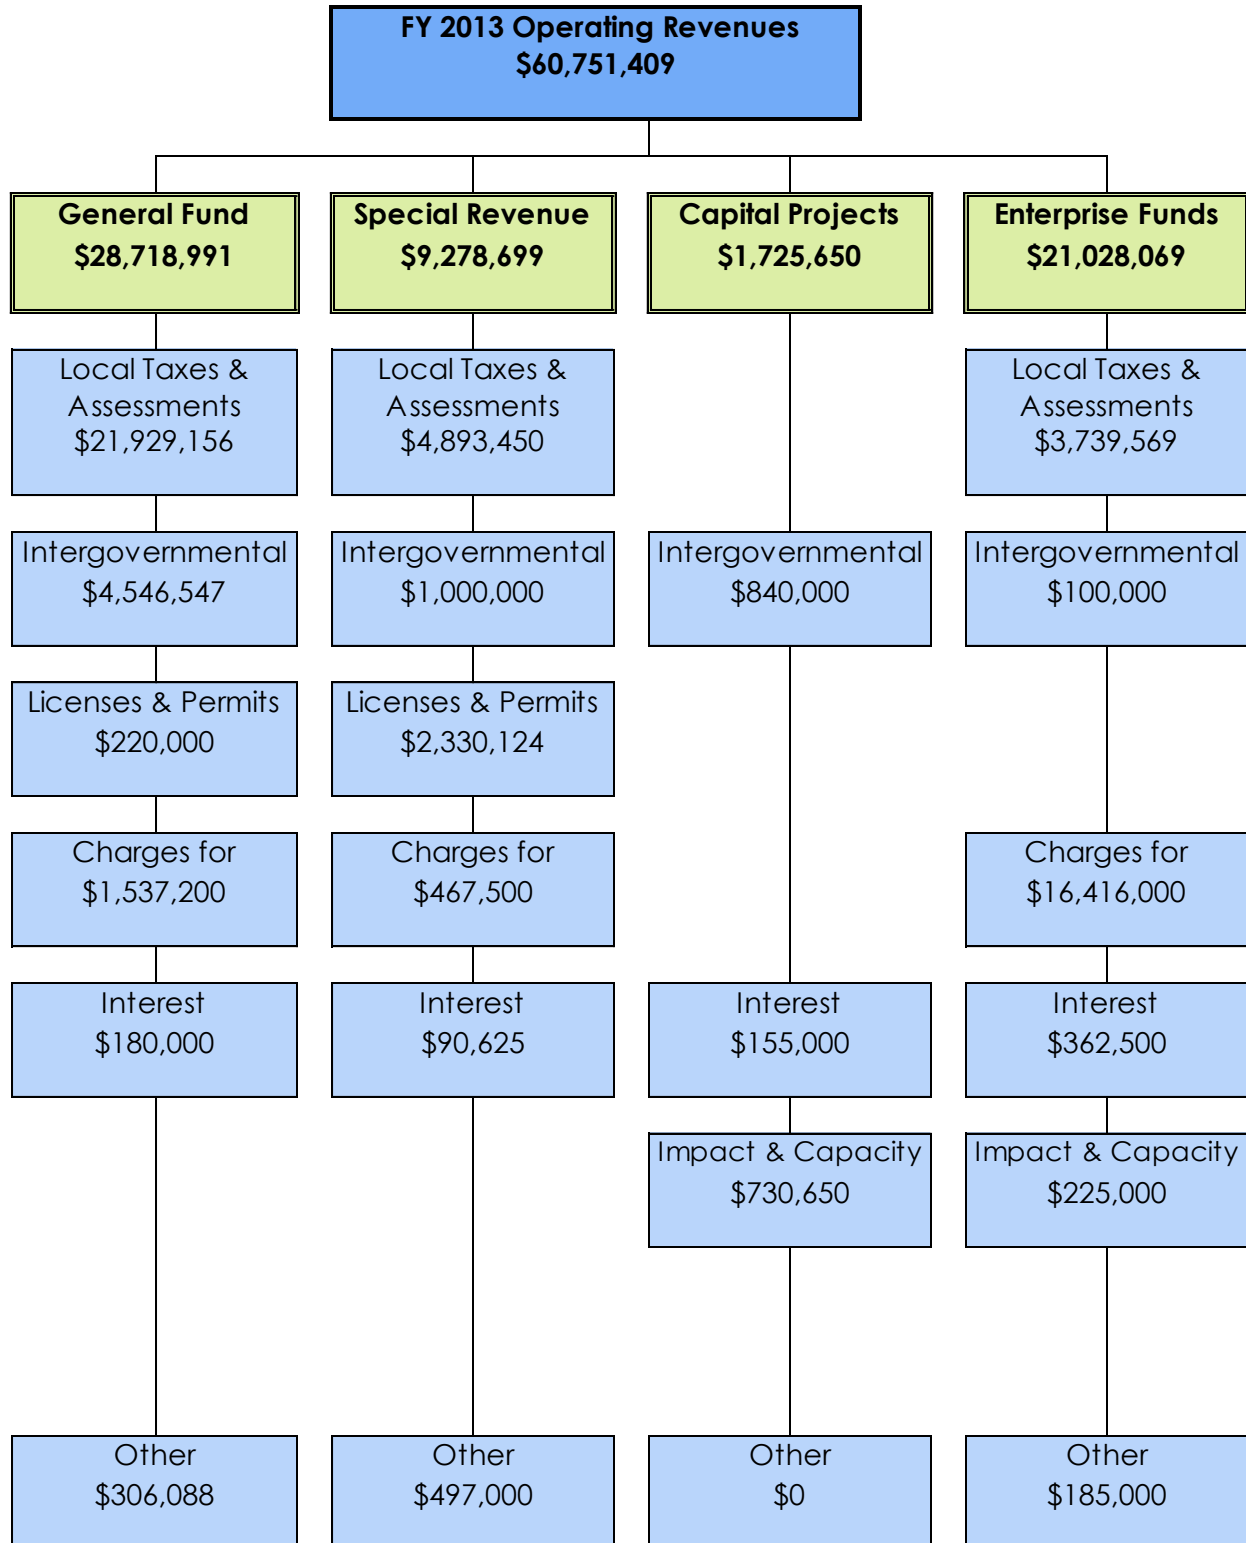 FY 2013 Operating Revenues
$60,751,409
General Fund
$28,718,991
Special Revenue
$9,278,699
Capital Projects
$1,725,650
Enterprise Funds
$21,028,069
Local Taxes &
Assessments
$21,929,156
Local Taxes &
Assessments
$4,893,450
Local Taxes &
Assessments
$3,739,569
Intergovernmental
$4,546,547
Intergovernmental
$1,000,000
Intergovernmental
$840,000
Intergovernmental
$100,000
Licenses & Permits
$220,000
Licenses & Permits
$2,330,124
Charges for
$1,537,200
Charges for
$467,500
Charges for
$16,416,000
Interest
$180,000
Interest
$90,625
Interest
$155,000
Interest
$362,500
Impact & Capacity
$730,650
Impact & Capacity
$225,000
Other
$306,088
Other
$497,000
Other
$0
Other
$185,000